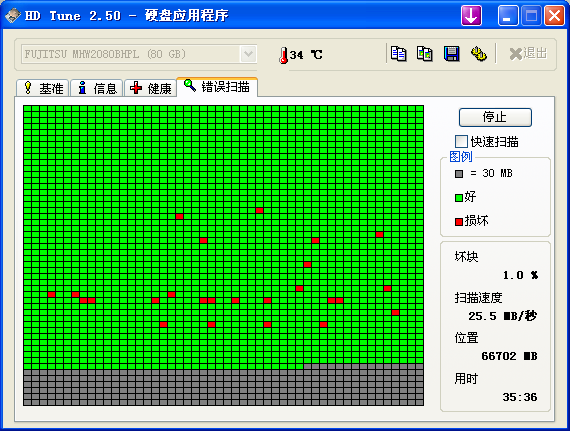 HD Tune 2.50 - 硬盘应用程序
FUJITSU MHW2080BHPL (80 GB)
34 ℃
退出
基准
信息
健康
错误扫描
停止
快速扫描
图例
= 30 MB
好
损坏
坏块
1.0 %
扫描速度
25.5 MB/秒
位置
66702 MB
用时
35:36